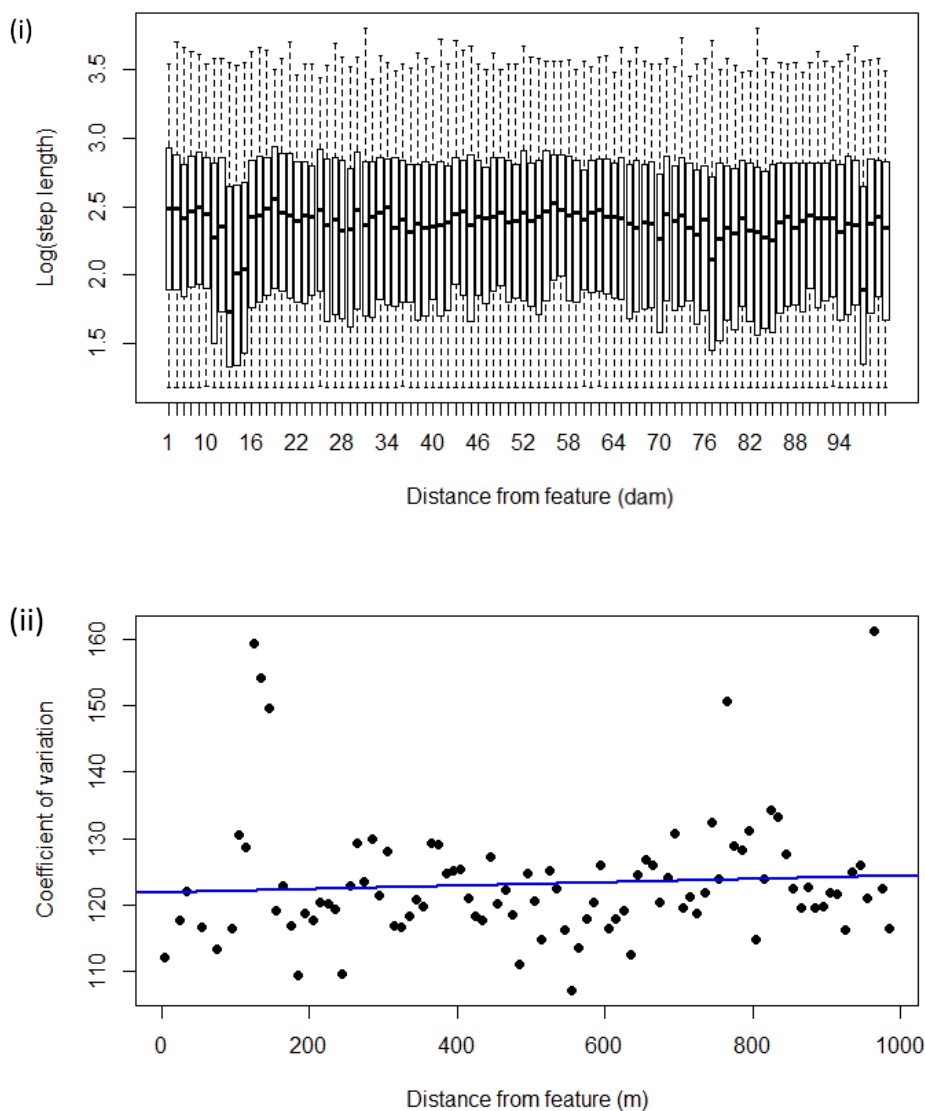 (i)
Log(step length)
3.5
3.0
2.5
2.0
1.5
1 10 16 22 28 34 40 46 52 58 64 70 76 82 88 94
Distance from feature (dam)
(ii)
Coefficient of variation
160
150
140
130
120
110
0 200 400 600 800 1000
Distance from feature (m)